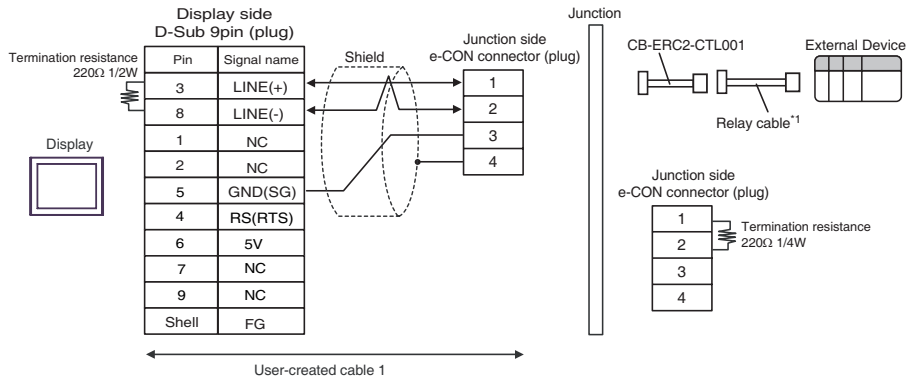 Display side
D-Sub 9pin (plug)
Termination resistance
220Ω 1/2W
Pin Signal name
3 LINE(+)
8 LINE(-)
1 NC
2 NC
5 GND(SG)
4 RS(RTS)
6 5V
7 NC
9 NC
Shell FG
Display
Shield
Junction side
e-CON connector (plug)
1
2
3
4
User-created cable 1
Junction
CB-ERC2-CTL001
External Device
Relay cable*1
Junction side
e-CON connector (plug)
1
2
3
4
Termination resistance
220Ω 1/4W